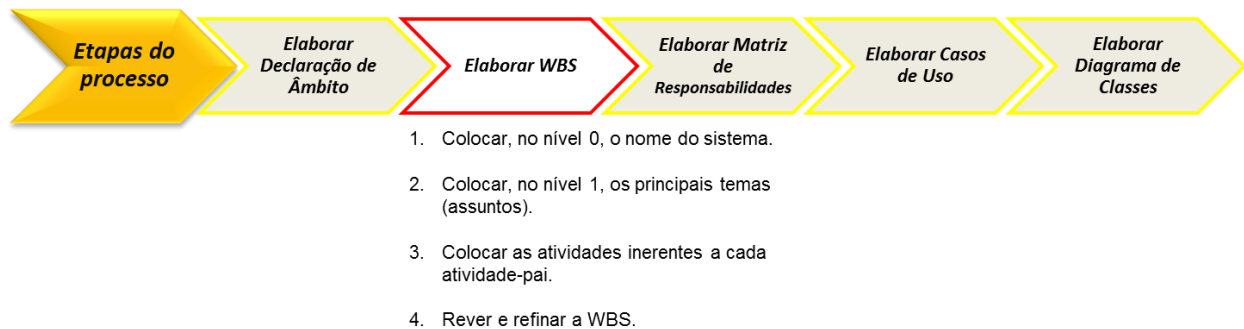 Etapas do
processo
Elaborar
Declaração de
Âmbito
Elaborar WBS
Elaborar Matriz
de
Responsabilidades
Elaborar Casos
de Uso
Elaborar
Diagrama de
Classes
1. Colocar, no nível 0, o nome do sistema.
2. Colocar, no nível 1, os principais temas
(assuntos).
3. Colocar as atividades inerentes a cada
atividade-pai.
4. Rever e refinar a WBS.